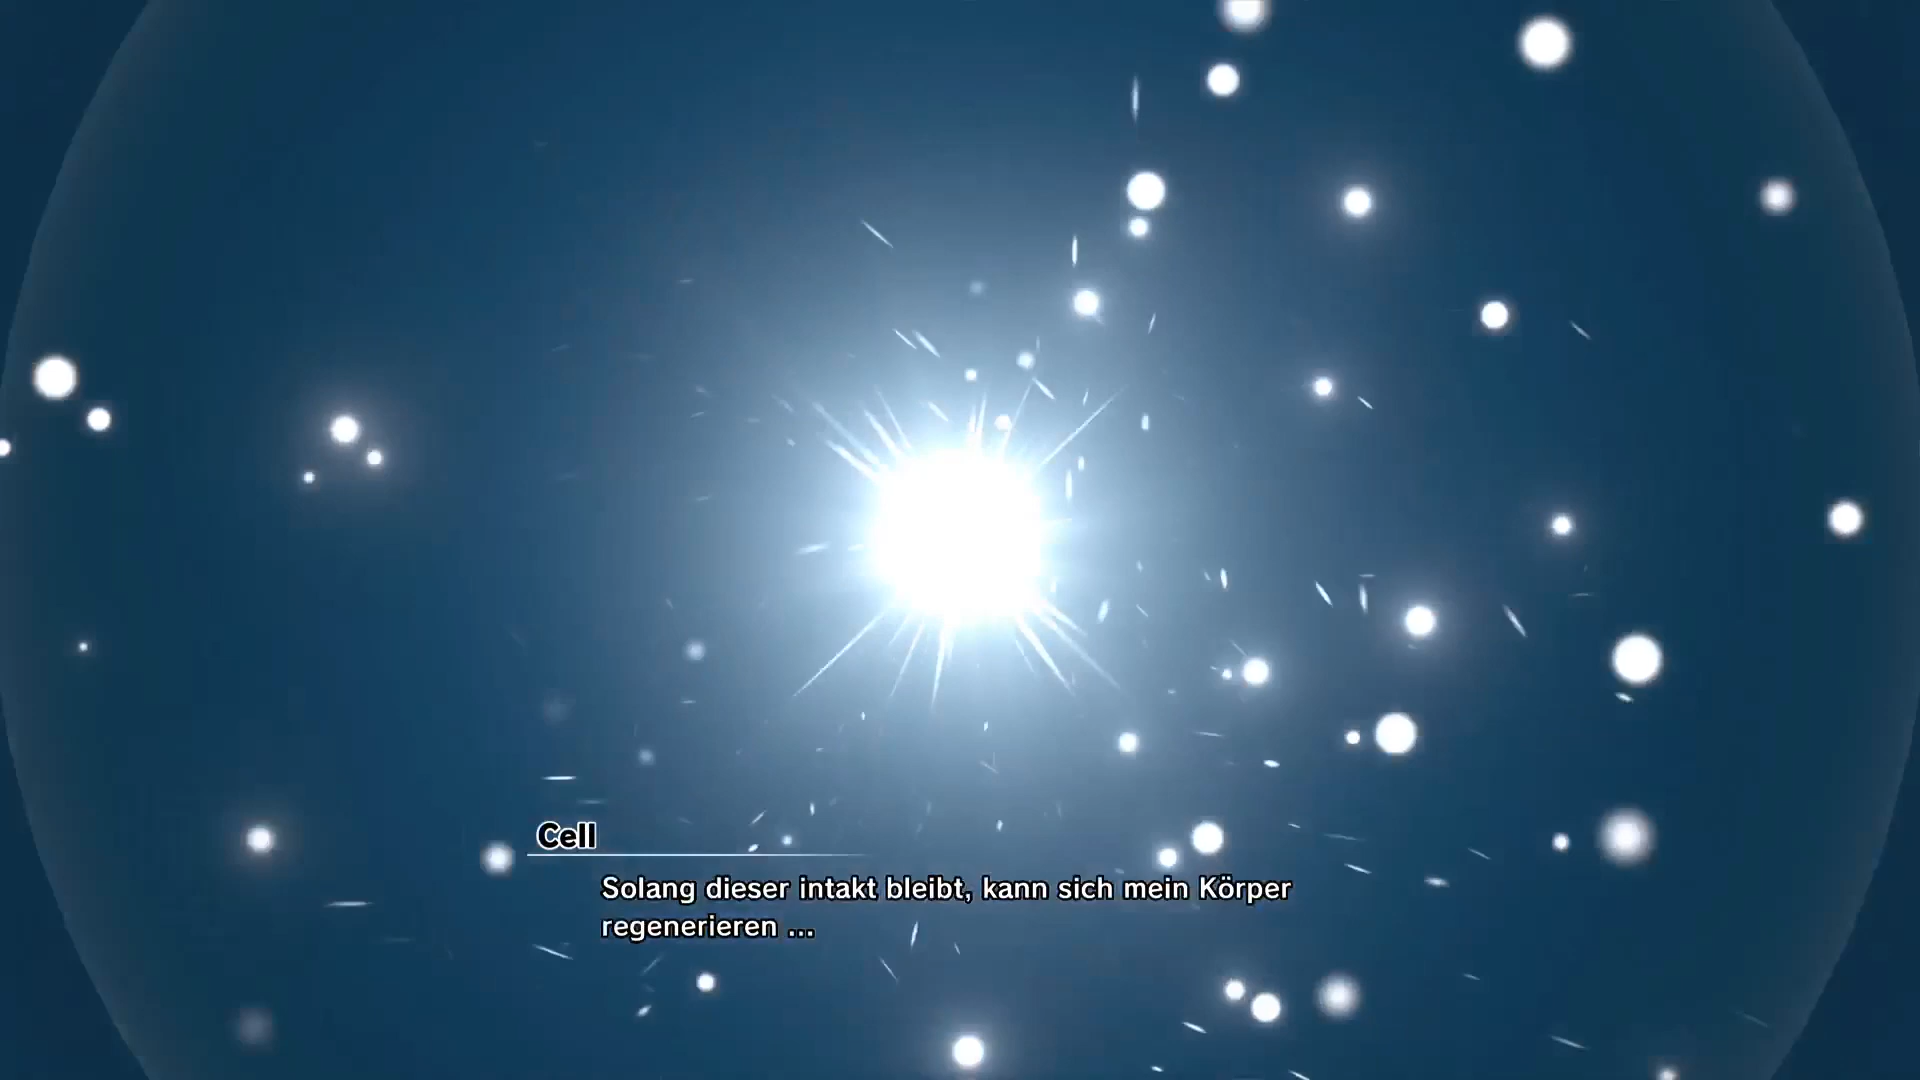 Cell
Solang dieser intakt bleibt, kann sich mein Körper
regenerieren ...